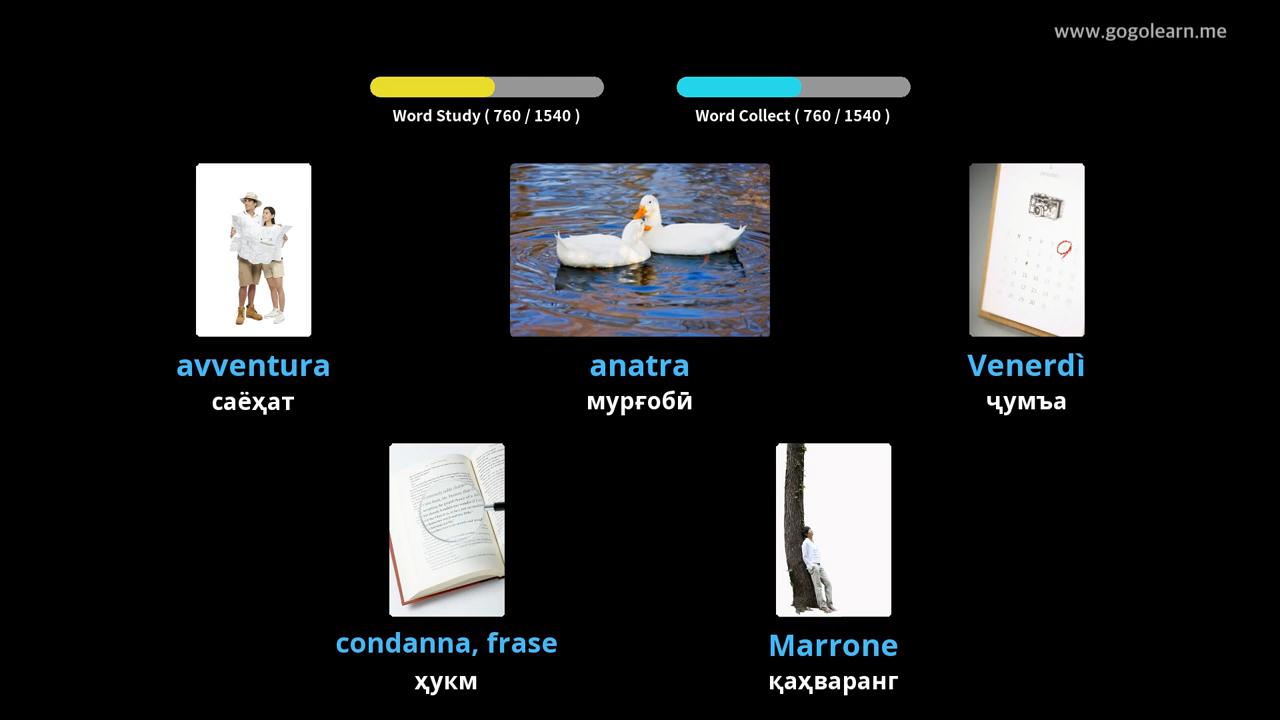 www.gogolearn.me
Word Study ( 760 / 1540 )
Word Collect ( 760 / 1540 )
avventura
саёҳат
anatra
мурғобӣ
Venerdì
ҷумъа
condanna, frase
ҳукм
Marrone
қаҳваранг